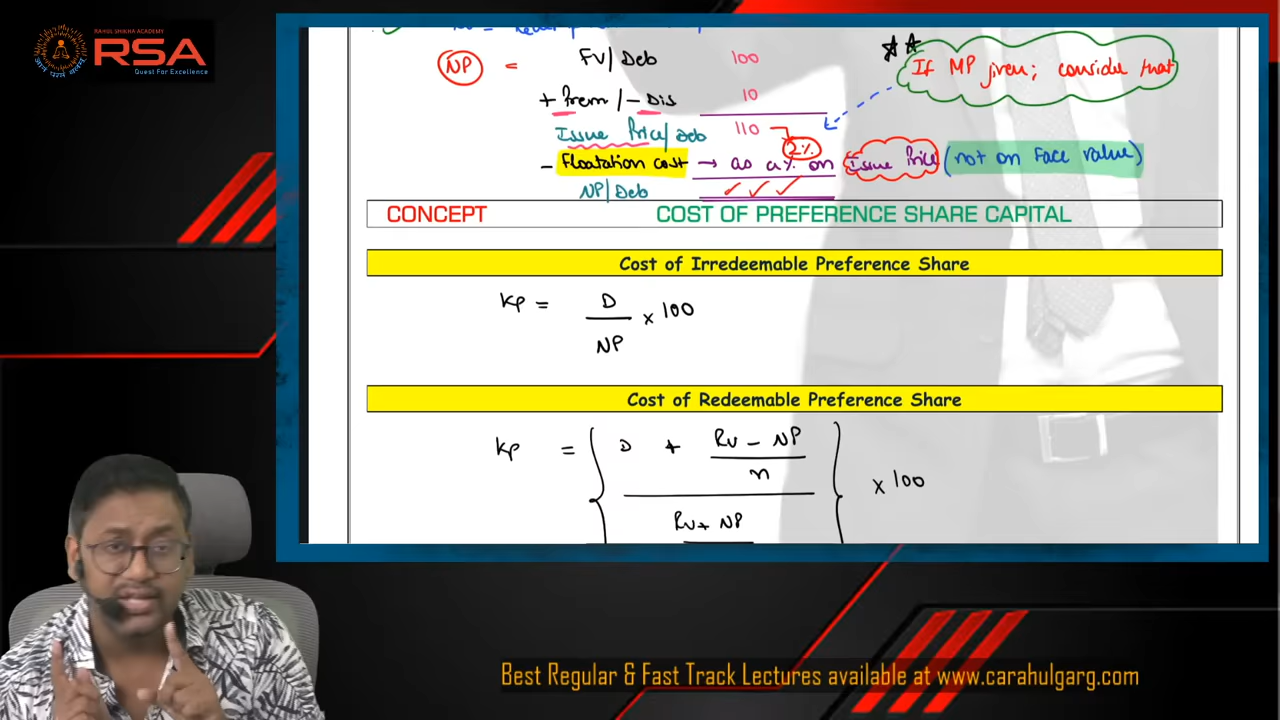 RAHUL SHIKHA ACADEMY
RSA
Quest For Excellence
NP = FV/Deb 100
If MP given; consider that
+ Prem / - Dis 10
Issue Price/Deb 110
2%
- Floatation cost → as a % on Issue Price (not on Face value)
NP/Deb ✓ ✓ ✓
CONCEPT COST OF PREFERENCE SHARE CAPITAL
Cost of Irredeemable Preference Share
Kp = D
× 100
NP
Cost of Redeemable Preference Share
Kp = { D + Rv - NP }
n
× 100
Rv + NP
Best Regular & Fast Track Lectures available at www.carahulgarg.com